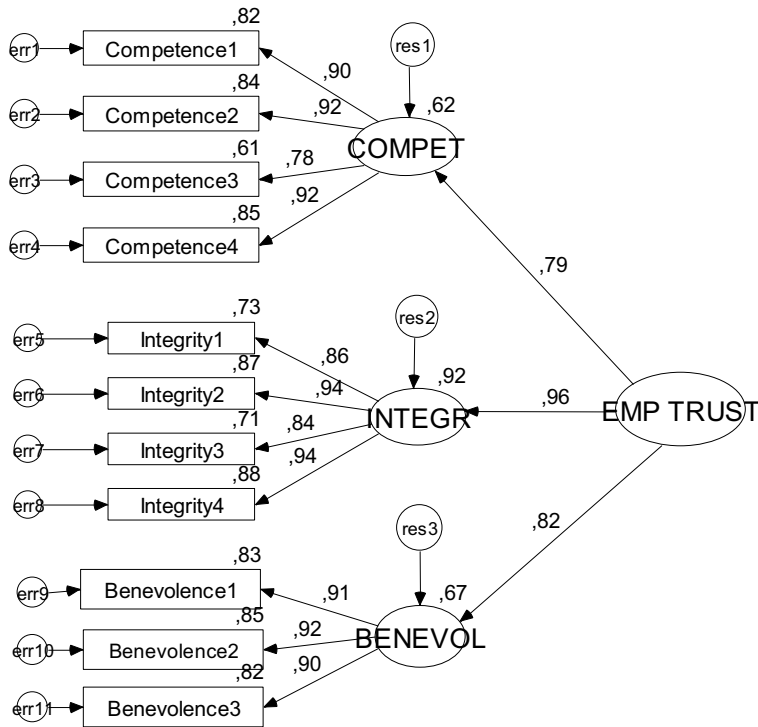 ,82
err1
Competence1
res1
,90
,84
err2
Competence2
,92
,62
COMPET
,61
err3
Competence3
,78
,92
,85
err4
Competence4
,79
,73
err5
Integrity1
res2
,86
,87
err6
Integrity2
,94
,92
INTEGR
,96
EMP TRUST
,71
err7
Integrity3
,84
,94
,88
err8
Integrity4
,82
res3
,83
err9
Benevolence1
,91
,67
BENEVOL
,85
err10
Benevolence2
,92
,90
,82
err11
Benevolence3